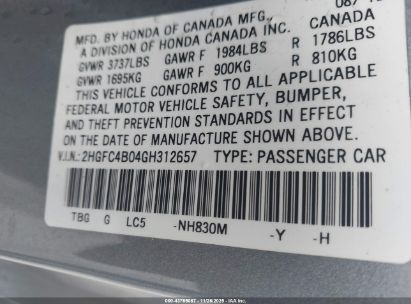 MFD. BY HONDA OF CANADA MFG., CANADA
A DIVISION OF HONDA CANADA INC.
GVWR 3737LBS GAWR F 1984LBS R 1786LBS
GVWR 1695KG GAWR F 900KG R 810KG
THIS VEHICLE CONFORMS TO ALL APPLICABLE
FEDERAL MOTOR VEHICLE SAFETY, BUMPER,
AND THEFT PREVENTION STANDARDS IN EFFECT
ON THE DATE OF MANUFACTURE SHOWN ABOVE.
V.I.N.: 2HGFC4B04GH312657 TYPE: PASSENGER CAR
TBG G LC5 -NH830M -Y -H